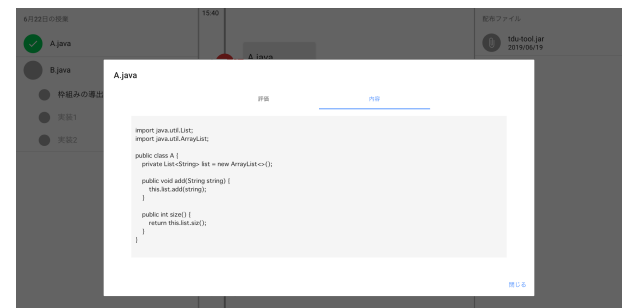 6月22日の授業
A.java
B.java
枠組みの導出
実装1
実装2
15:40
A.java
配布ファイル
tdu-tool.jar
2019/06/19
A.java
評価
内容
import java.util.List;
import java.util.ArrayList;
public class A {
private List<String> list = new ArrayList<>();
public void add(String string) {
this.list.add(string);
}
public int size() {
return this.list.siz();
}
}
閉じる